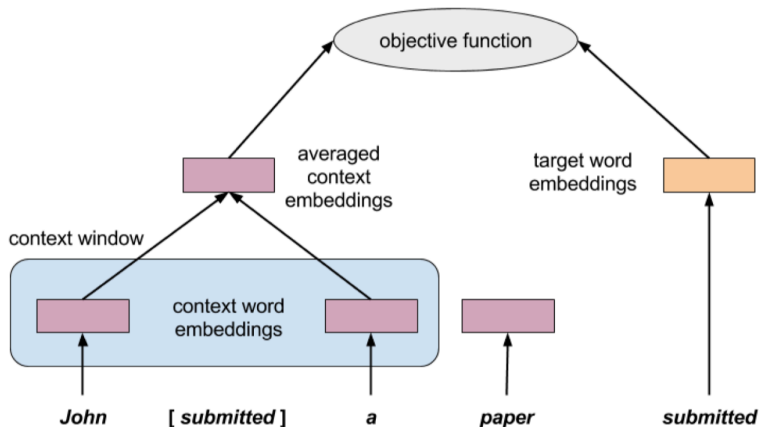 objective function
averaged
context
embeddings
target word
embeddings
context window
context word
embeddings
John [ submitted ] a paper submitted